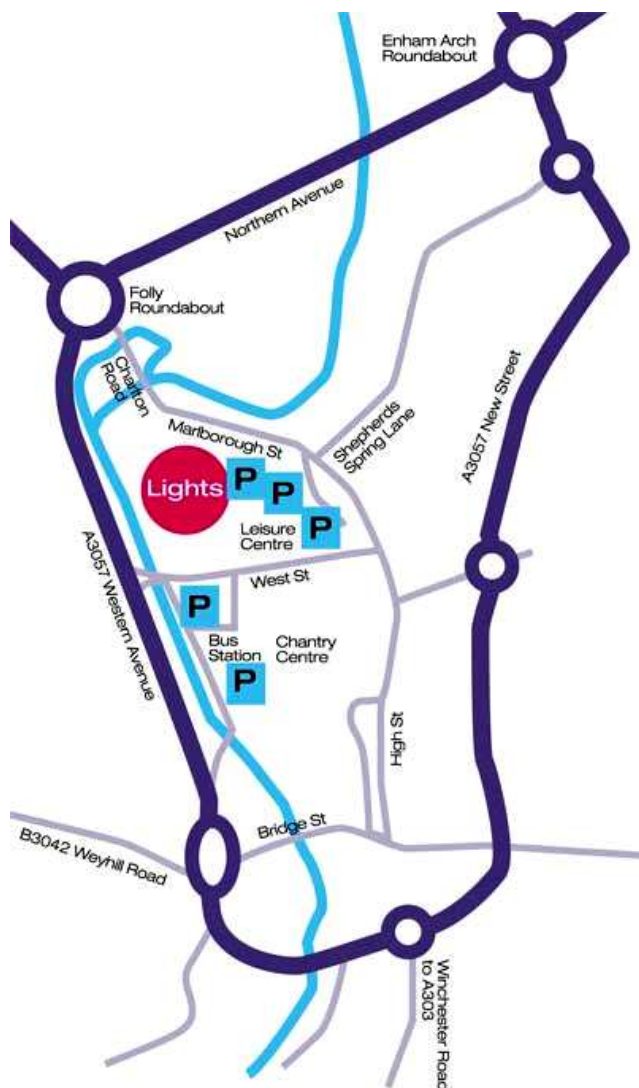 Enham Arch
Roundabout
Northern Avenue
Folly
Roundabout
Charlton
Road
Marlborough St
Shepherds
Spring Lane
A3057 New Street
Lights
P
P
P
Leisure
Centre
A3057 Western Avenue
West St
P
Bus
Station
Chantry
Centre
P
High St
Bridge St
B3042 Weyhill Road
Winchester Road
to A303